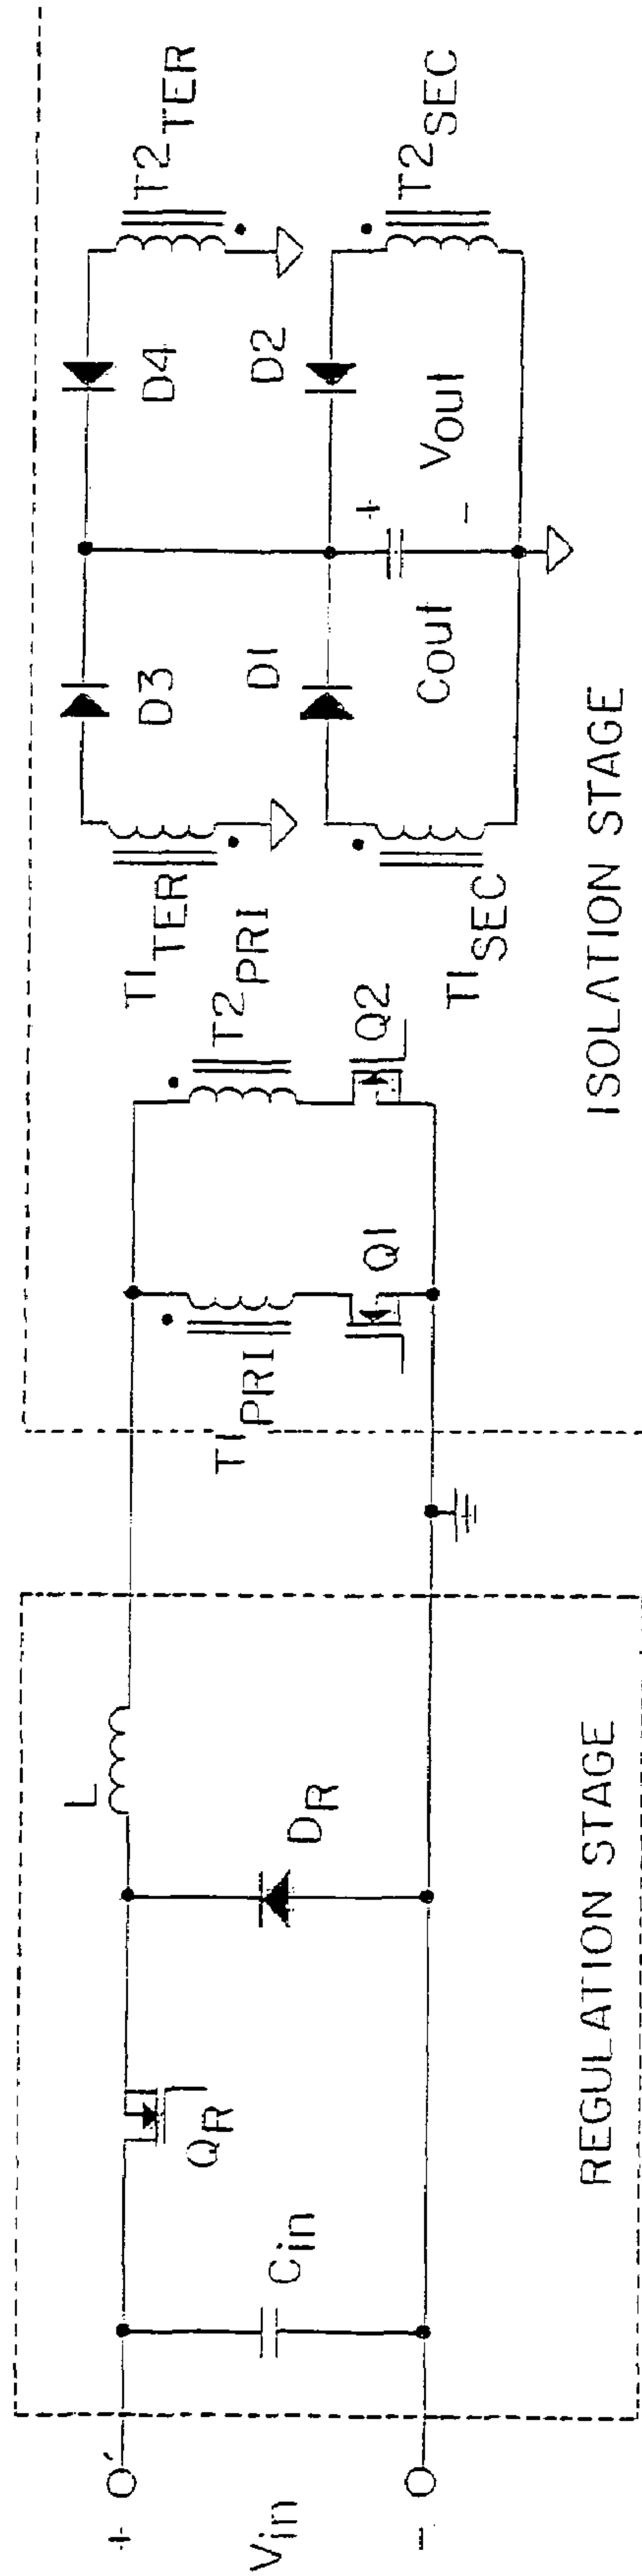 +
Vin
-
Cin
QR
L
DR
REGULATION STAGE
T1PRI
Q1
T2PRI
Q2
T1TER
T1SEC
D3
D1
D4
D2
Cout
+
Vout
-
T2TER
T2SEC
ISOLATION STAGE